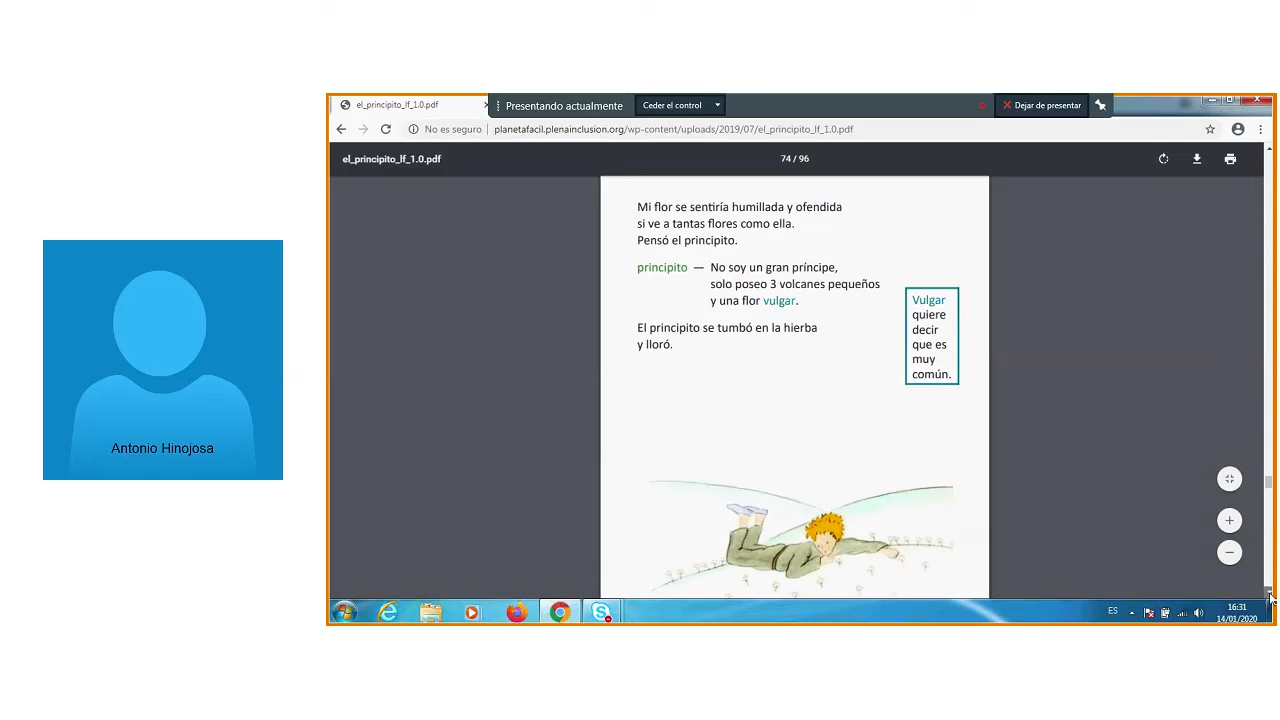 el_principito_lf_1.0.pdf
Presentando actualmente
Ceder el control
Dejar de presentar
No es seguro
planetafacil.plenainclusion.org/wp-content/uploads/2019/07/el_principito_lf_1.0.pdf
el_principito_lf_1.0.pdf
74 / 96
Mi flor se sentiría humillada y ofendida
si ve a tantas flores como ella.
Pensó el principito.
principito — No soy un gran príncipe,
solo poseo 3 volcanes pequeños
y una flor vulgar.
El principito se tumbó en la hierba
y lloró.
Vulgar
quiere
decir
que es
muy
común.
Antonio Hinojosa
ES
16:31
14/01/2020